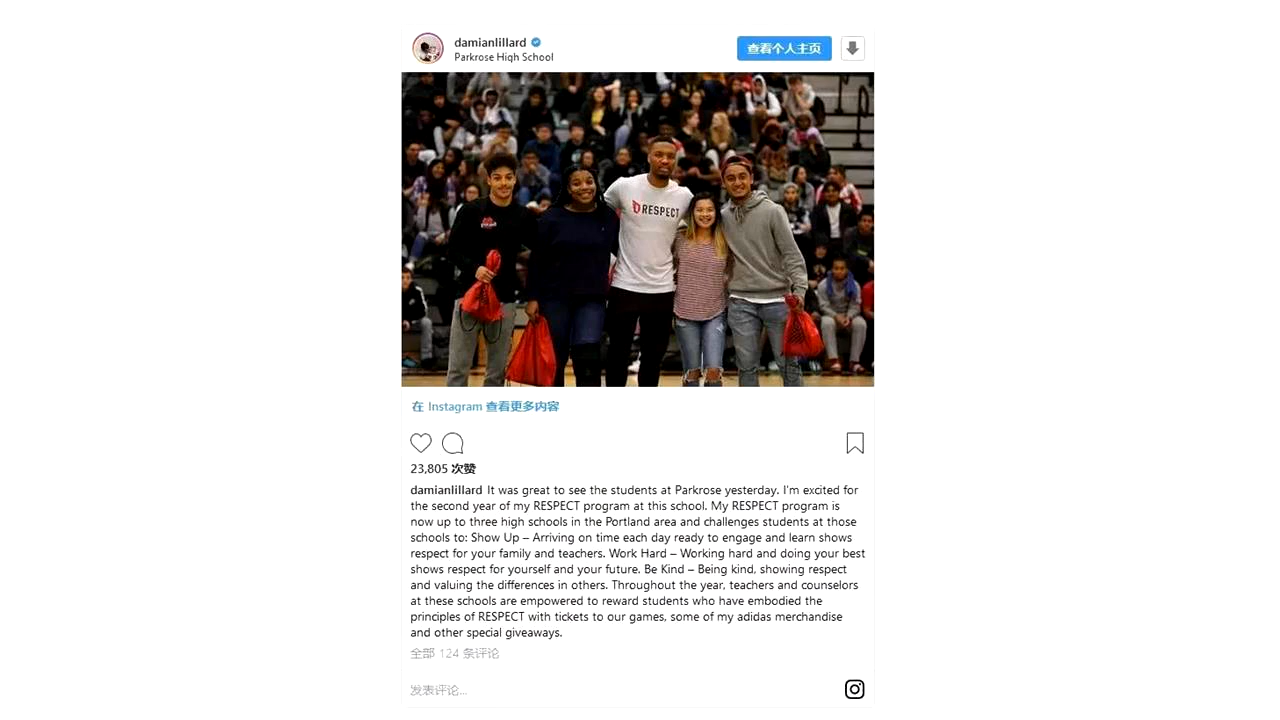 damianlillard
Parkrose High School
查看个人主页
RESPECT
在 Instagram 查看更多内容
23,805 次赞
damianlillard It was great to see the students at Parkrose yesterday. I'm excited for
the second year of my RESPECT program at this school. My RESPECT program is
now up to three high schools in the Portland area and challenges students at those
schools to: Show Up – Arriving on time each day ready to engage and learn shows
respect for your family and teachers. Work Hard – Working hard and doing your best
shows respect for yourself and your future. Be Kind – Being kind, showing respect
and valuing the differences in others. Throughout the year, teachers and counselors
at these schools are empowered to reward students who have embodied the
principles of RESPECT with tickets to our games, some of my adidas merchandise
and other special giveaways.
全部 124 条评论
发表评论...